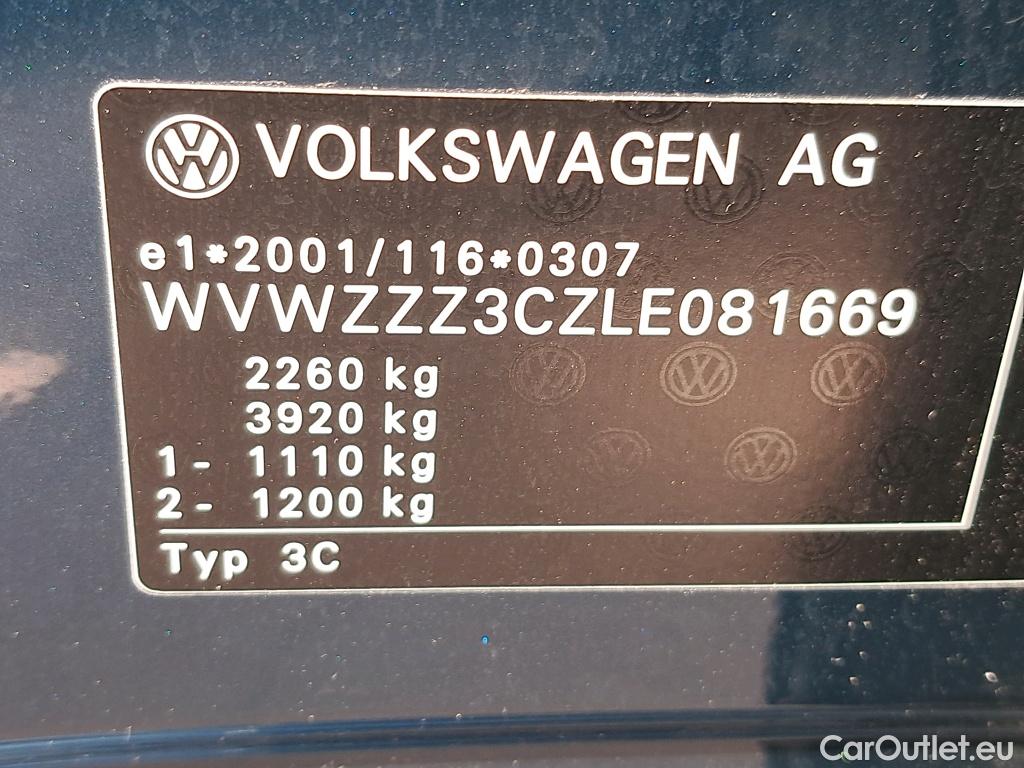 VOLKSWAGEN AG
e1*2001/116*0307
WVWZZZ3CZLE081669
2260 kg
3920 kg
1- 1110 kg
2- 1200 kg
Typ 3C
CarOutlet.eu